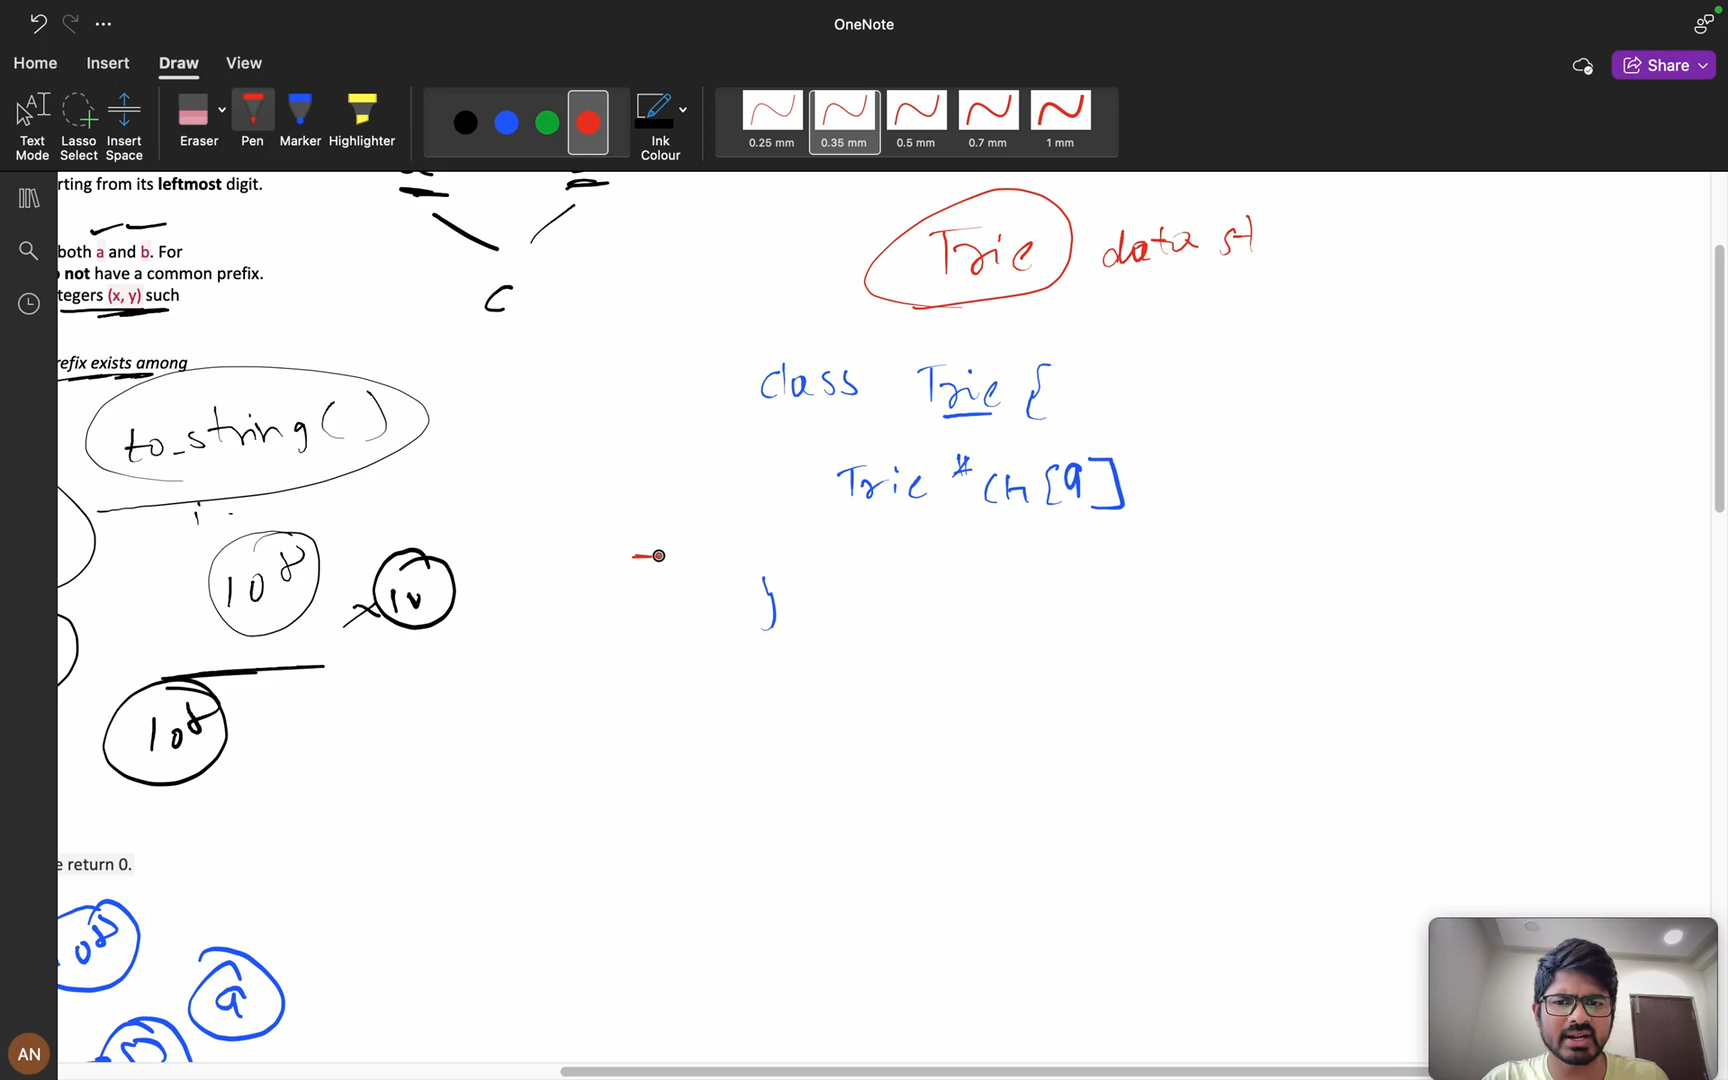 OneNote
Home Insert Draw View
Share
Text Mode
Lasso Select
Insert Space
Eraser
Pen
Marker
Highlighter
Ink Colour
0.25 mm
0.35 mm
0.5 mm
0.7 mm
1 mm
rting from its leftmost digit.
both a and b. For
not have a common prefix.
tegers (x, y) such
refix exists among
to_string()
10^8
10
10^8
e return 0.
10^8
a
c
Trie data st
class Trie {
Trie * ch[9]
}
AN